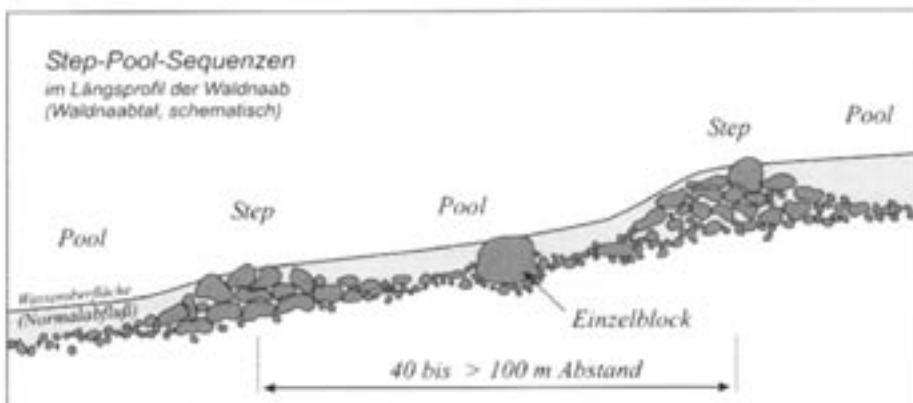 Step-Pool-Sequenzen
im Längsprofil der Waldnaab
(Waldnaabtal, schematisch)
Step
Pool
Step
Pool
Pool
Wasseroberfläche
(Normalabfluß)
Einzelblock
40 bis > 100 m Abstand